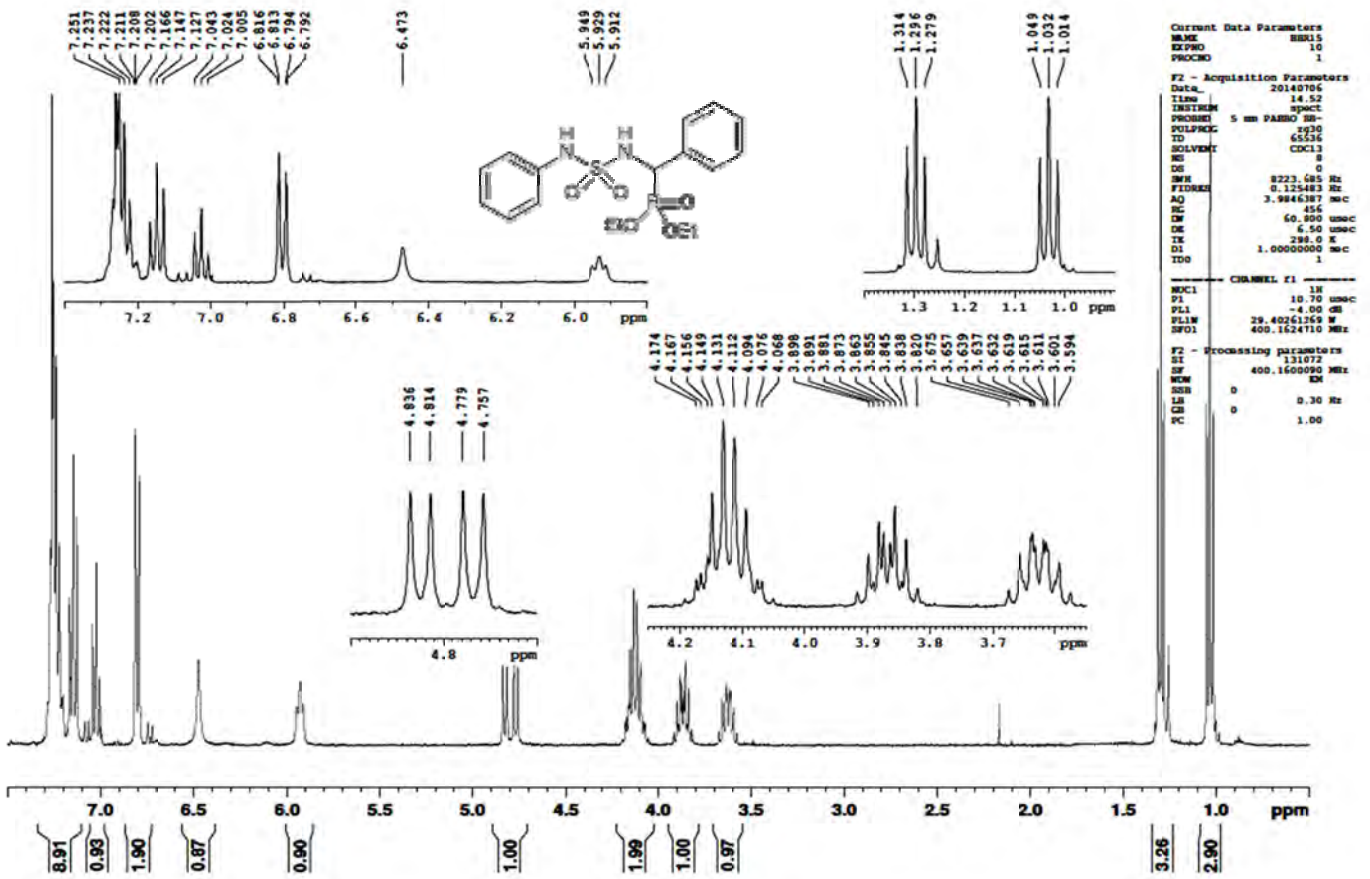 7.251
7.237
7.222
7.211
7.208
7.202
7.166
7.147
7.127
7.043
7.024
7.005
6.816
6.813
6.794
6.792
6.473
5.949
5.929
5.912
1.314
1.296
1.279
1.049
1.032
1.014
Current Data Parameters
NAME
EXPNO 10
PROCNO 1
F2 - Acquisition Parameters
Date_ 20140706
Time 14.52
INSTRUM spect
PROBHD 5 mm PABBO BB-
PULPROG zg30
TD 65536
SOLVENT CDCl3
NS 8
DS 0
SWH 8223.685 Hz
FIDRES 0.125483 Hz
AQ 3.9846387 sec
RG 456
DW 60.800 usec
DE 6.50 usec
TE 298.0 K
D1 1.00000000 sec
TD0 1
CHANNEL f1
NUC1 1H
P1 10.70 usec
PL1 -4.00 dB
PL1W 29.40261269 W
SFO1 400.1624710 MHz
F2 - Processing parameters
SI 131072
SF 400.1600090 MHz
WDW EM
SSB 0
LB 0.30 Hz
GB 0
PC 1.00
H H
N S N
O O
P O
EtO OEt
7.2 7.0 6.8 6.6 6.4 6.2 6.0 ppm
1.3 1.2 1.1 1.0 ppm
4.836
4.814
4.779
4.757
4.174
4.167
4.156
4.149
4.131
4.112
4.094
4.076
4.068
3.898
3.891
3.881
3.873
3.863
3.855
3.845
3.838
3.820
3.675
3.657
3.639
3.637
3.632
3.619
3.615
3.611
3.601
3.594
4.8 ppm
4.2 4.1 4.0 3.9 3.8 3.7 ppm
7.0 6.5 6.0 5.5 5.0 4.5 4.0 3.5 3.0 2.5 2.0 1.5 1.0 ppm
8.91
0.93
1.90
0.87
0.90
1.00
1.99
1.00
0.97
3.26
2.90